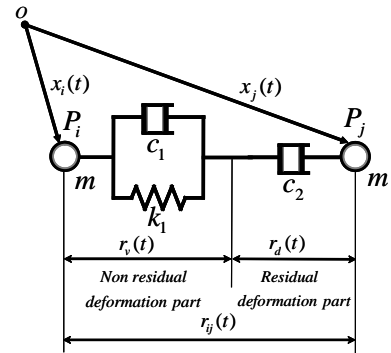 o
x_i(t)
x_j(t)
P_i
P_j
c_1
m
m
c_2
k_1
r_v(t)
r_d(t)
Non residual deformation part
Residual deformation part
r_ij(t)